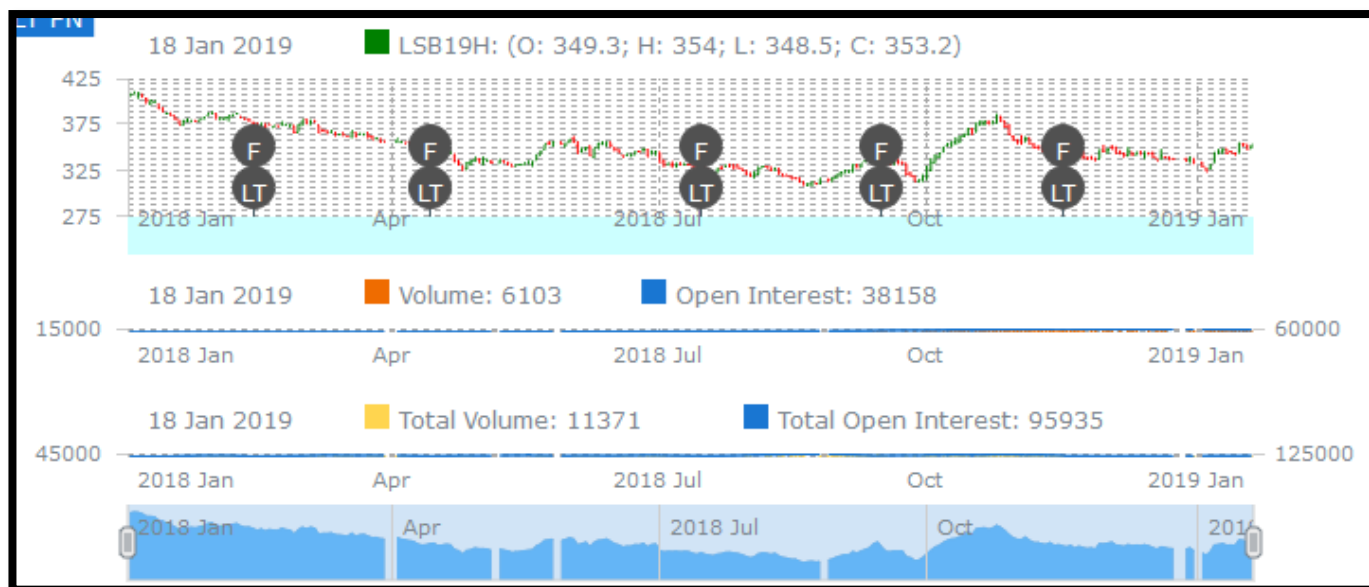 LT PN
18 Jan 2019 LSB19H: (O: 349.3; H: 354; L: 348.5; C: 353.2)
425
375
F F F F F
325
LT LT LT LT LT
275
2018 Jan Apr 2018 Jul Oct 2019 Jan
18 Jan 2019 Volume: 6103 Open Interest: 38158
15000 60000
2018 Jan Apr 2018 Jul Oct 2019 Jan
18 Jan 2019 Total Volume: 11371 Total Open Interest: 95935
45000 125000
2018 Jan Apr 2018 Jul Oct 2019 Jan
2018 Jan Apr 2018 Jul Oct